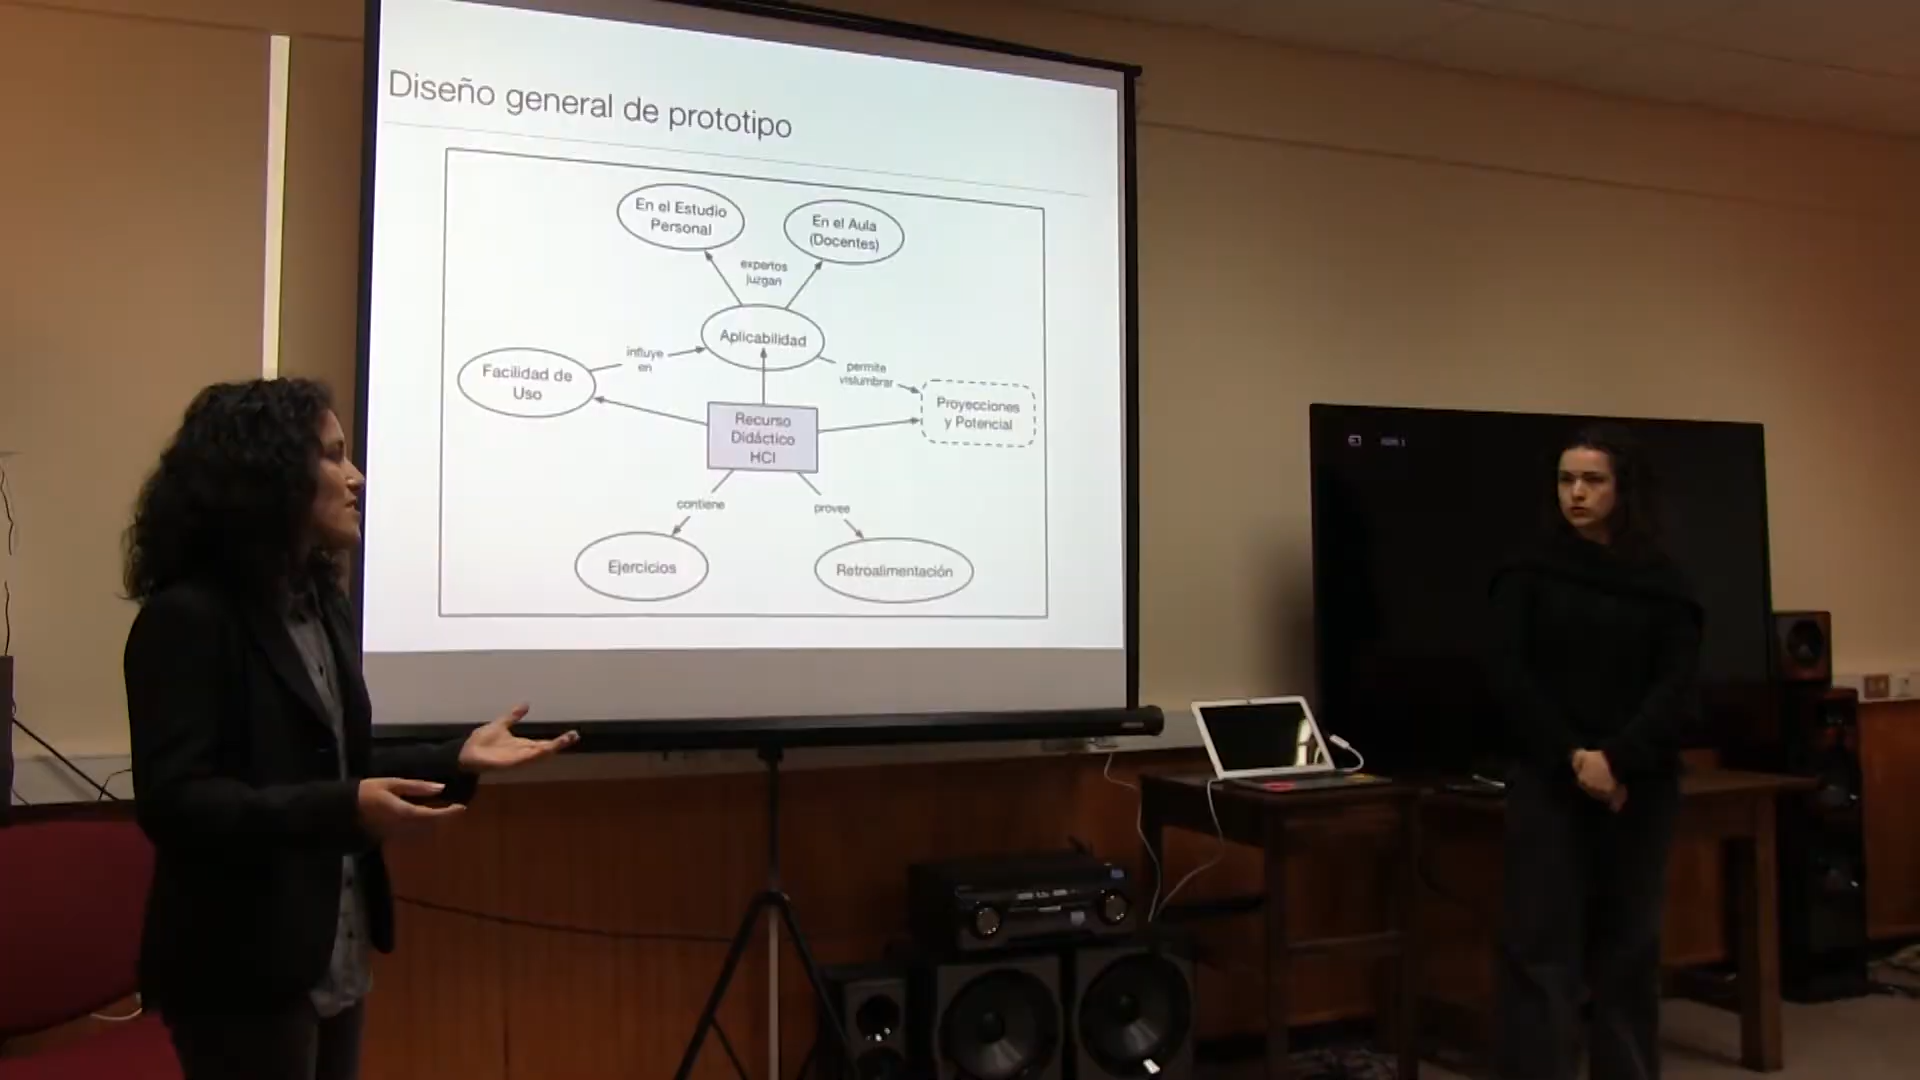 Diseño general de prototipo
En el Estudio
Personal
En el Aula
(Docentes)
expertos
juzgan
Aplicabilidad
influye
en
permite
vislumbrar
Facilidad de
Uso
Proyecciones
y Potencial
Recurso
Didáctico
HCI
contiene
provee
Ejercicios
Retroalimentación